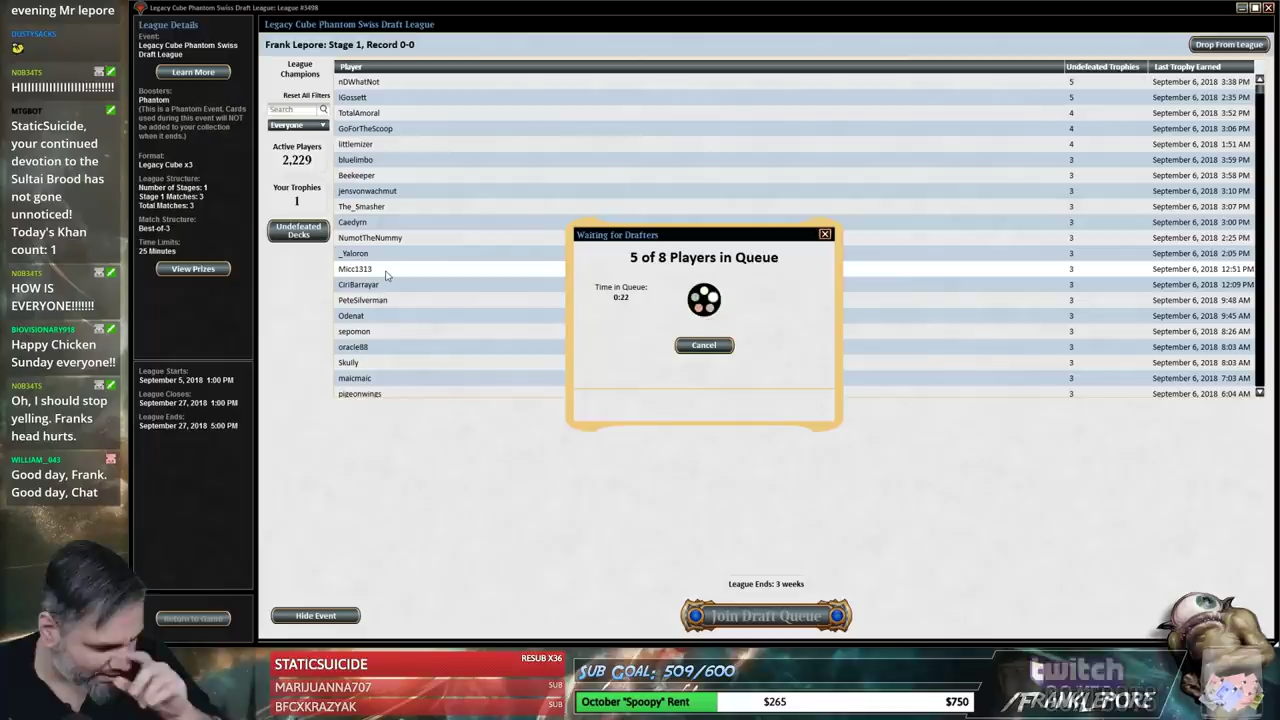 evening Mr lepore
DUSTYSACKS
N0B34TS
HIIIIIIIIIIIIIIIIIIIIII!!!!!!!!!!!!
MTGBOT
StaticSuicide,
your continued
devotion to the
Sultai Brood has
not gone
unnoticed!
Today's Khan
count: 1
N0B34TS
HOW IS
EVERYONE!!!!!!!
BIOVISIONARY918
Happy Chicken
Sunday everyone!!
N0B34TS
Oh, I should stop
yelling. Franks
head hurts.
WILLIAM_043
Good day, Frank.
Good day, Chat
Legacy Cube Phantom Swiss Draft League: League #3498
League Details
Event:
Legacy Cube Phantom Swiss
Draft League
Learn More
Boosters:
Phantom
(This is a Phantom Event. Cards
used during this event will NOT
be added to your collection
when it ends.)
Format:
Legacy Cube x3
League Structure:
Number of Stages: 1
Stage 1 Matches: 3
Total Matches: 3
Match Structure:
Best-of-3
Time Limits:
25 Minutes
View Prizes
League Starts:
September 5, 2018 1:00 PM
League Closes:
September 27, 2018 1:00 PM
League Ends:
September 27, 2018 5:00 PM
Return to Game
Legacy Cube Phantom Swiss Draft League
Frank Lepore: Stage 1, Record 0-0
Drop From League
League
Champions
Reset All Filters
Search
Everyone
Active Players
2,229
Your Trophies
1
Undefeated
Decks
Player Undefeated Trophies Last Trophy Earned
nDWhatNot 5 September 6, 2018 3:38 PM
IGossett 5 September 6, 2018 2:35 PM
TotalAmoral 4 September 6, 2018 3:52 PM
GoForTheScoop 4 September 6, 2018 3:06 PM
littlemizer 4 September 6, 2018 1:51 AM
bluelimbo 3 September 6, 2018 3:59 PM
Beekeeper 3 September 6, 2018 3:58 PM
jensvonwachmut 3 September 6, 2018 3:10 PM
The_Smasher 3 September 6, 2018 3:07 PM
Caedyrn 3 September 6, 2018 3:00 PM
NumotTheNummy 3 September 6, 2018 2:25 PM
_Yaloron 3 September 6, 2018 2:05 PM
Micc1313 3 September 6, 2018 12:51 PM
CiriBarrayar 3 September 6, 2018 12:09 PM
PeteSilverman 3 September 6, 2018 9:48 AM
Odenat 3 September 6, 2018 9:45 AM
sepomon 3 September 6, 2018 8:26 AM
oracle88 3 September 6, 2018 8:03 AM
Skully 3 September 6, 2018 8:03 AM
maicmaic 3 September 6, 2018 7:03 AM
pigeonwings 3 September 6, 2018 6:04 AM
Waiting for Drafters
5 of 8 Players in Queue
Time in Queue:
0:22
Cancel
League Ends: 3 weeks
Hide Event
Join Draft Queue
STATICSUICIDE RESUB X36
MARIJUANNA707 SUB
BFCXKRAZYAK SUB
SUB GOAL: 509/600
October "Spoopy" Rent $265 $750
twitch
FRANKLEPORE